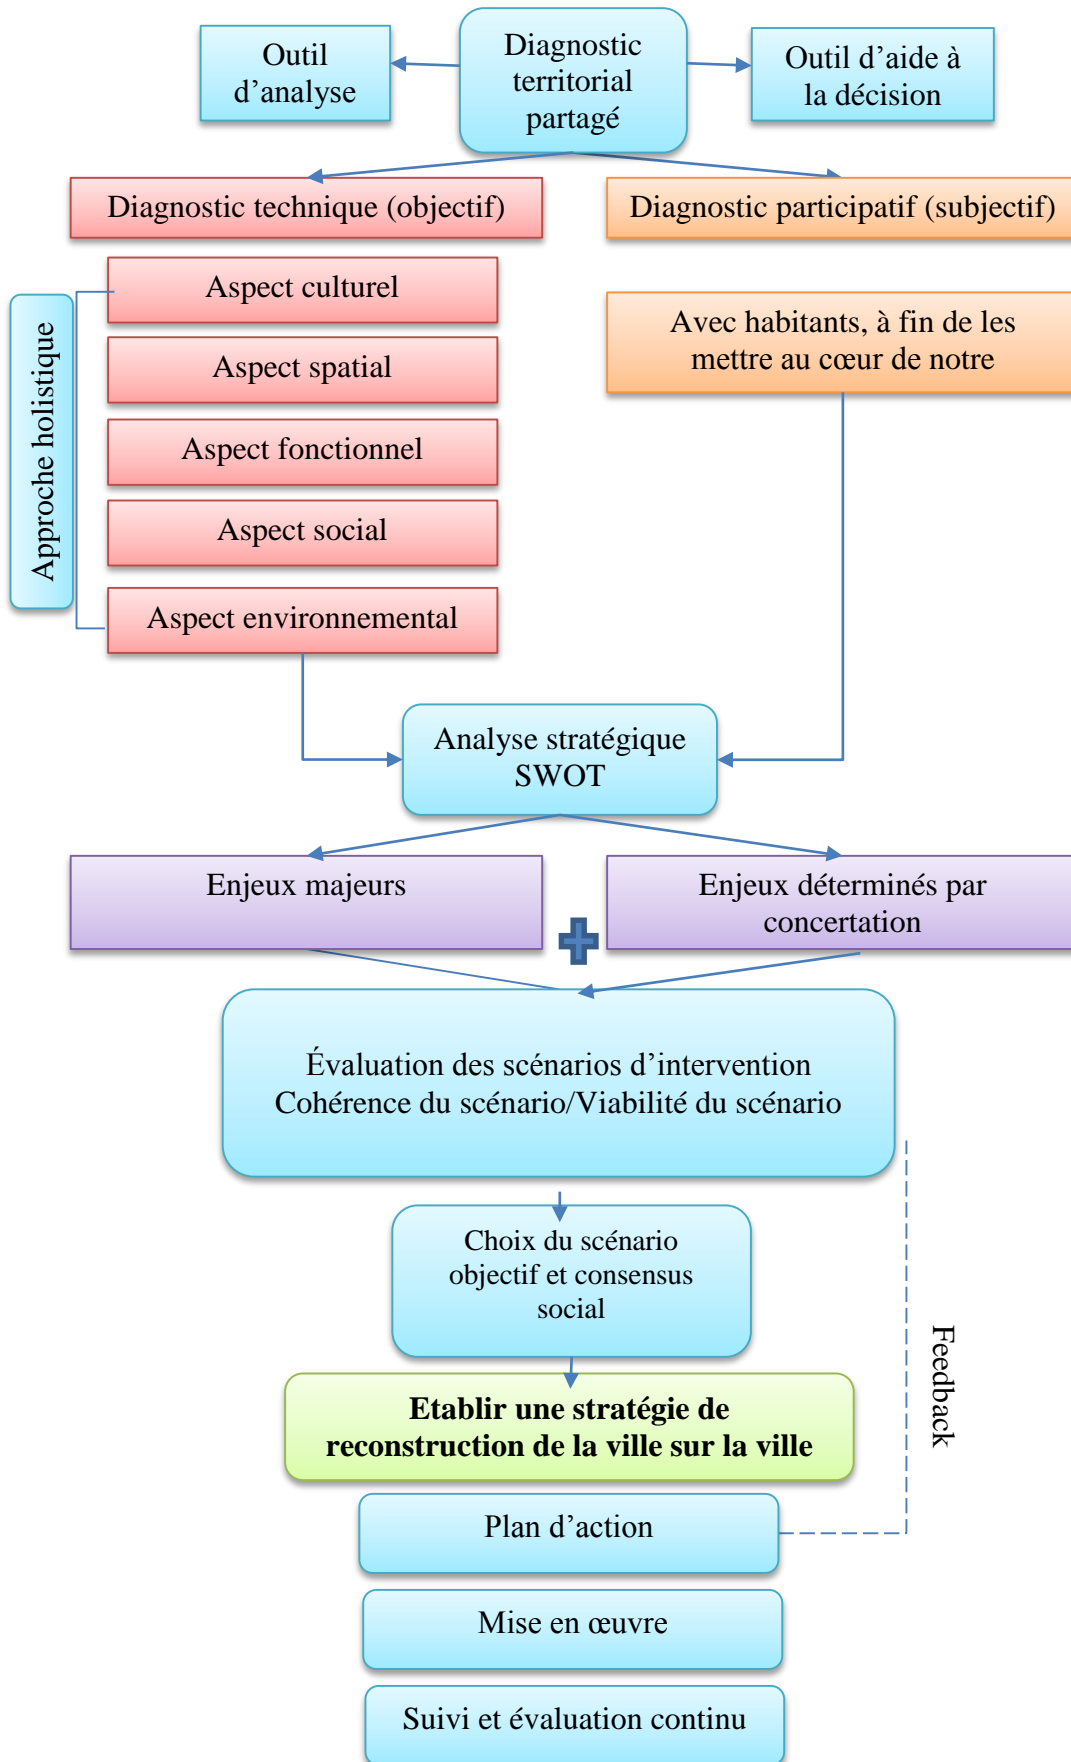 Outil
d’analyse
Diagnostic
territorial
partagé
Outil d’aide à
la décision
Diagnostic technique (objectif)
Diagnostic participatif (subjectif)
Approche holistique
Aspect culturel
Aspect spatial
Aspect fonctionnel
Aspect social
Aspect environnemental
Avec habitants, à fin de les
mettre au cœur de notre
Analyse stratégique
SWOT
Enjeux majeurs
Enjeux déterminés par
concertation
Évaluation des scénarios d’intervention
Cohérence du scénario/Viabilité du scénario
Choix du scénario
objectif et consensus
social
Feedback
Etablir une stratégie de
reconstruction de la ville sur la ville
Plan d’action
Mise en œuvre
Suivi et évaluation continu